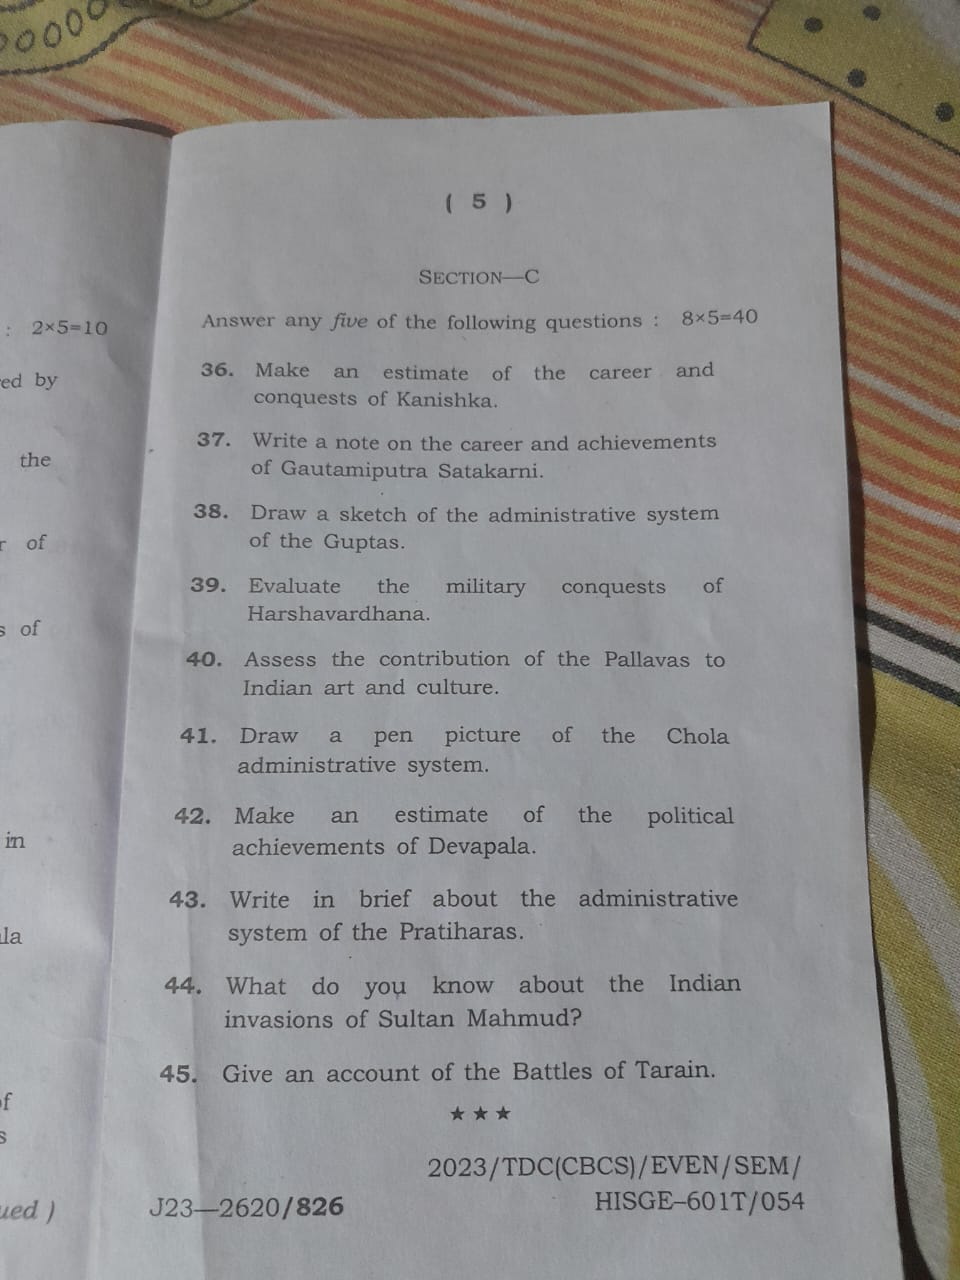 ( 5 )
SECTION—C
: 2×5=10
Answer any five of the following questions : 8×5=40
ed by
36. Make an estimate of the career and
conquests of Kanishka.
the
37. Write a note on the career and achievements
of Gautamiputra Satakarni.
of
38. Draw a sketch of the administrative system
of the Guptas.
s of
39. Evaluate the military conquests of
Harshavardhana.
40. Assess the contribution of the Pallavas to
Indian art and culture.
41. Draw a pen picture of the Chola
administrative system.
in
42. Make an estimate of the political
achievements of Devapala.
la
43. Write in brief about the administrative
system of the Pratiharas.
44. What do you know about the Indian
invasions of Sultan Mahmud?
45. Give an account of the Battles of Tarain.
f
s
★ ★ ★
2023/TDC(CBCS)/EVEN/SEM/
HISGE–601T/054
ued )
J23—2620/826